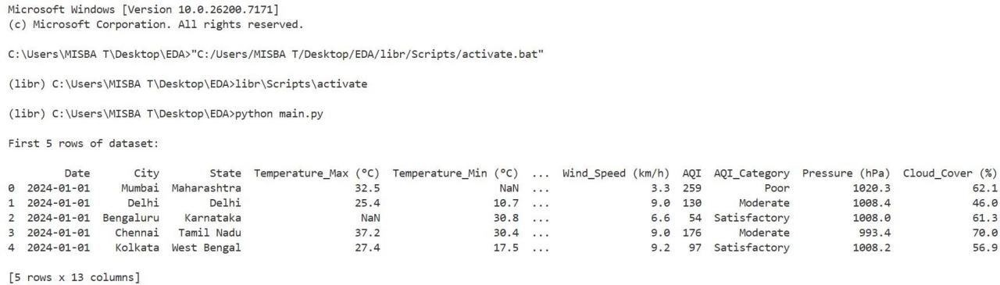 Microsoft Windows [Version 10.0.26200.7171]
(c) Microsoft Corporation. All rights reserved.
C:\Users\MISBA T\Desktop\EDA>"C:/Users/MISBA T/Desktop/EDA/libr/Scripts/activate.bat"
(libr) C:\Users\MISBA T\Desktop\EDA>libr\Scripts\activate
(libr) C:\Users\MISBA T\Desktop\EDA>python main.py
First 5 rows of dataset:
Date City State Temperature_Max (°C) Temperature_Min (°C) ... Wind_Speed (km/h) AQI AQI_Category Pressure (hPa) Cloud_Cover (%)
0 2024-01-01 Mumbai Maharashtra 32.5 NaN ... 3.3 259 Poor 1020.3 62.1
1 2024-01-01 Delhi Delhi 25.4 10.7 ... 9.0 130 Moderate 1008.4 46.0
2 2024-01-01 Bengaluru Karnataka NaN 30.8 ... 6.6 54 Satisfactory 1008.0 61.3
3 2024-01-01 Chennai Tamil Nadu 37.2 30.4 ... 9.0 176 Moderate 993.4 70.0
4 2024-01-01 Kolkata West Bengal 27.4 17.5 ... 9.2 97 Satisfactory 1008.2 56.9
[5 rows x 13 columns]